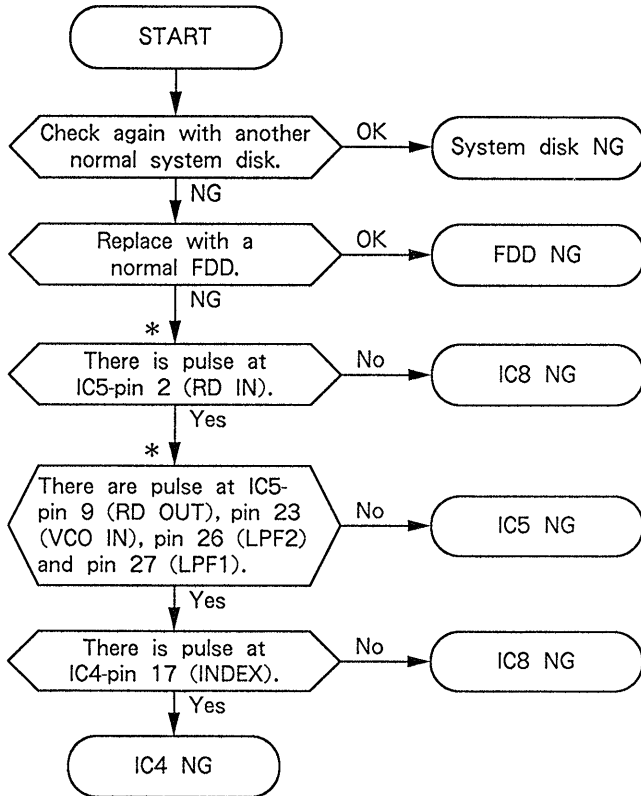 START
Check again with another
normal system disk.
OK
System disk NG
NG
Replace with a
normal FDD.
OK
FDD NG
NG
*
There is pulse at
IC5-pin 2 (RD IN).
No
IC8 NG
Yes
*
There are pulse at IC5-
pin 9 (RD OUT), pin 23
(VCO IN), pin 26 (LPF2)
and pin 27 (LPF1).
No
IC5 NG
Yes
There is pulse at
IC4-pin 17 (INDEX).
No
IC8 NG
Yes
IC4 NG